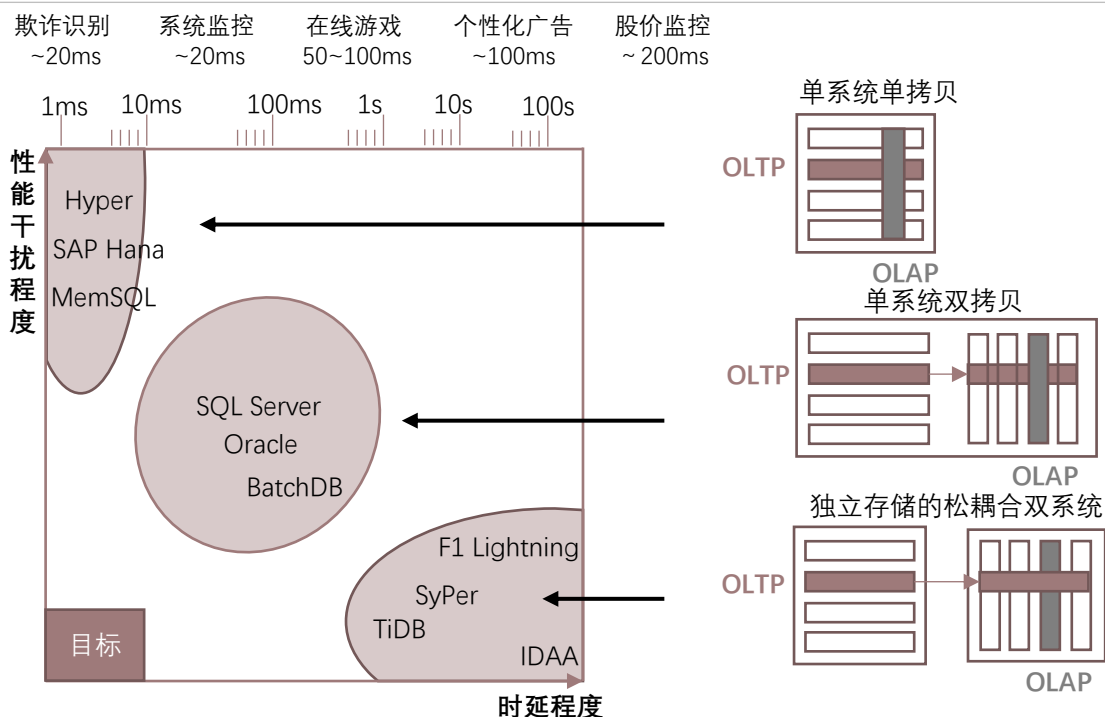 欺诈识别
~20ms
系统监控
~20ms
在线游戏
50~100ms
个性化广告
~100ms
股价监控
~ 200ms
1ms
10ms
100ms
1s
10s
100s
性能干扰程度
Hyper
SAP Hana
MemSQL
SQL Server
Oracle
BatchDB
F1 Lightning
SyPer
TiDB
IDAA
目标
时延程度
单系统单拷贝
OLTP
OLAP
单系统双拷贝
OLTP
OLAP
独立存储的松耦合双系统
OLTP
OLAP